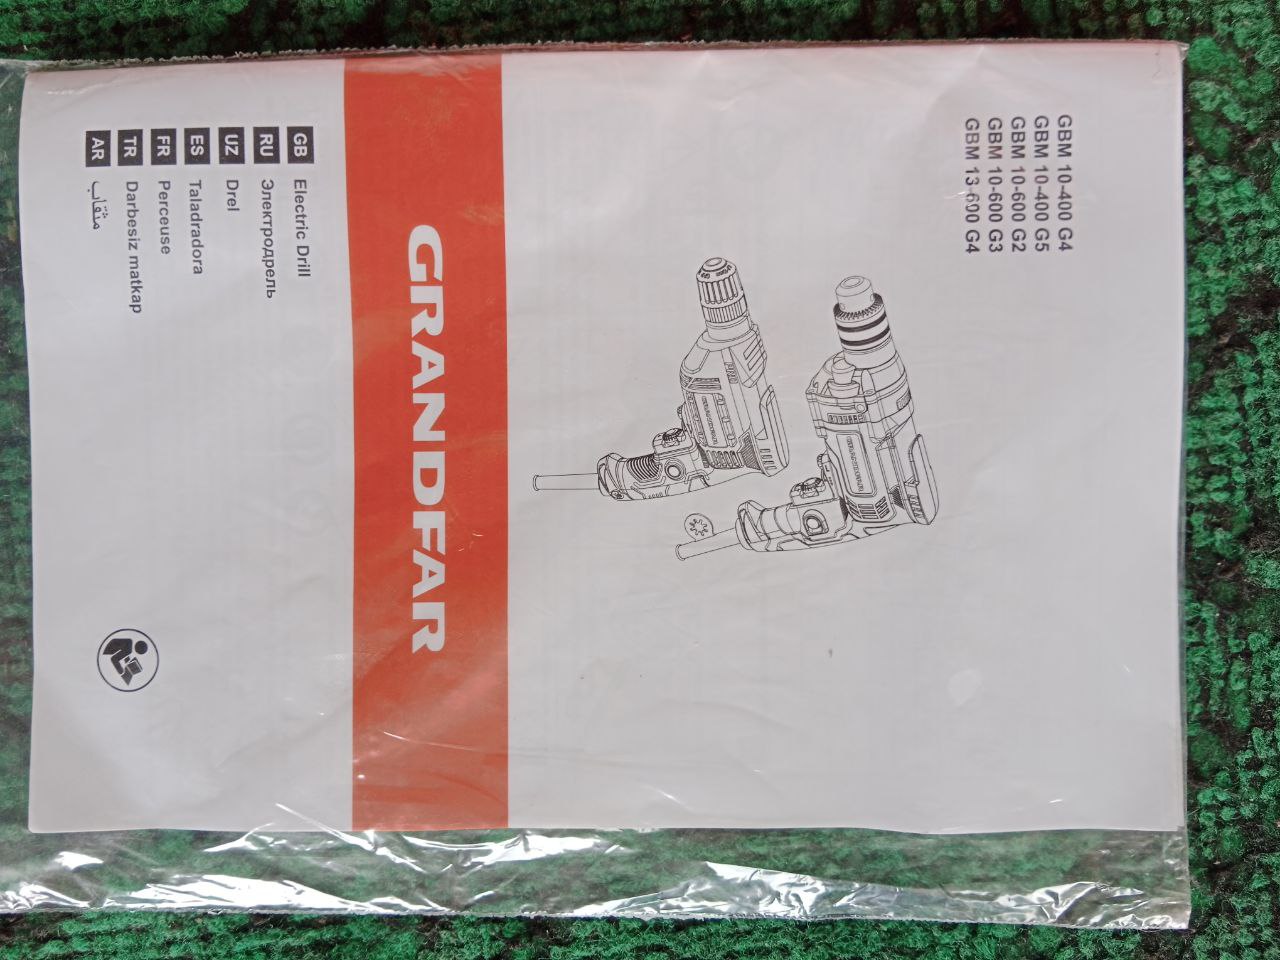 GBM 10-400 G4
GBM 10-400 G5
GBM 10-600 G2
GBM 10-600 G3
GBM 13-600 G4
GRANDFAR
GB Electric Drill
RU Электродрель
UZ Drel
ES Taladradora
FR Perceuse
TR Darbesiz matkap
AR مثقاب